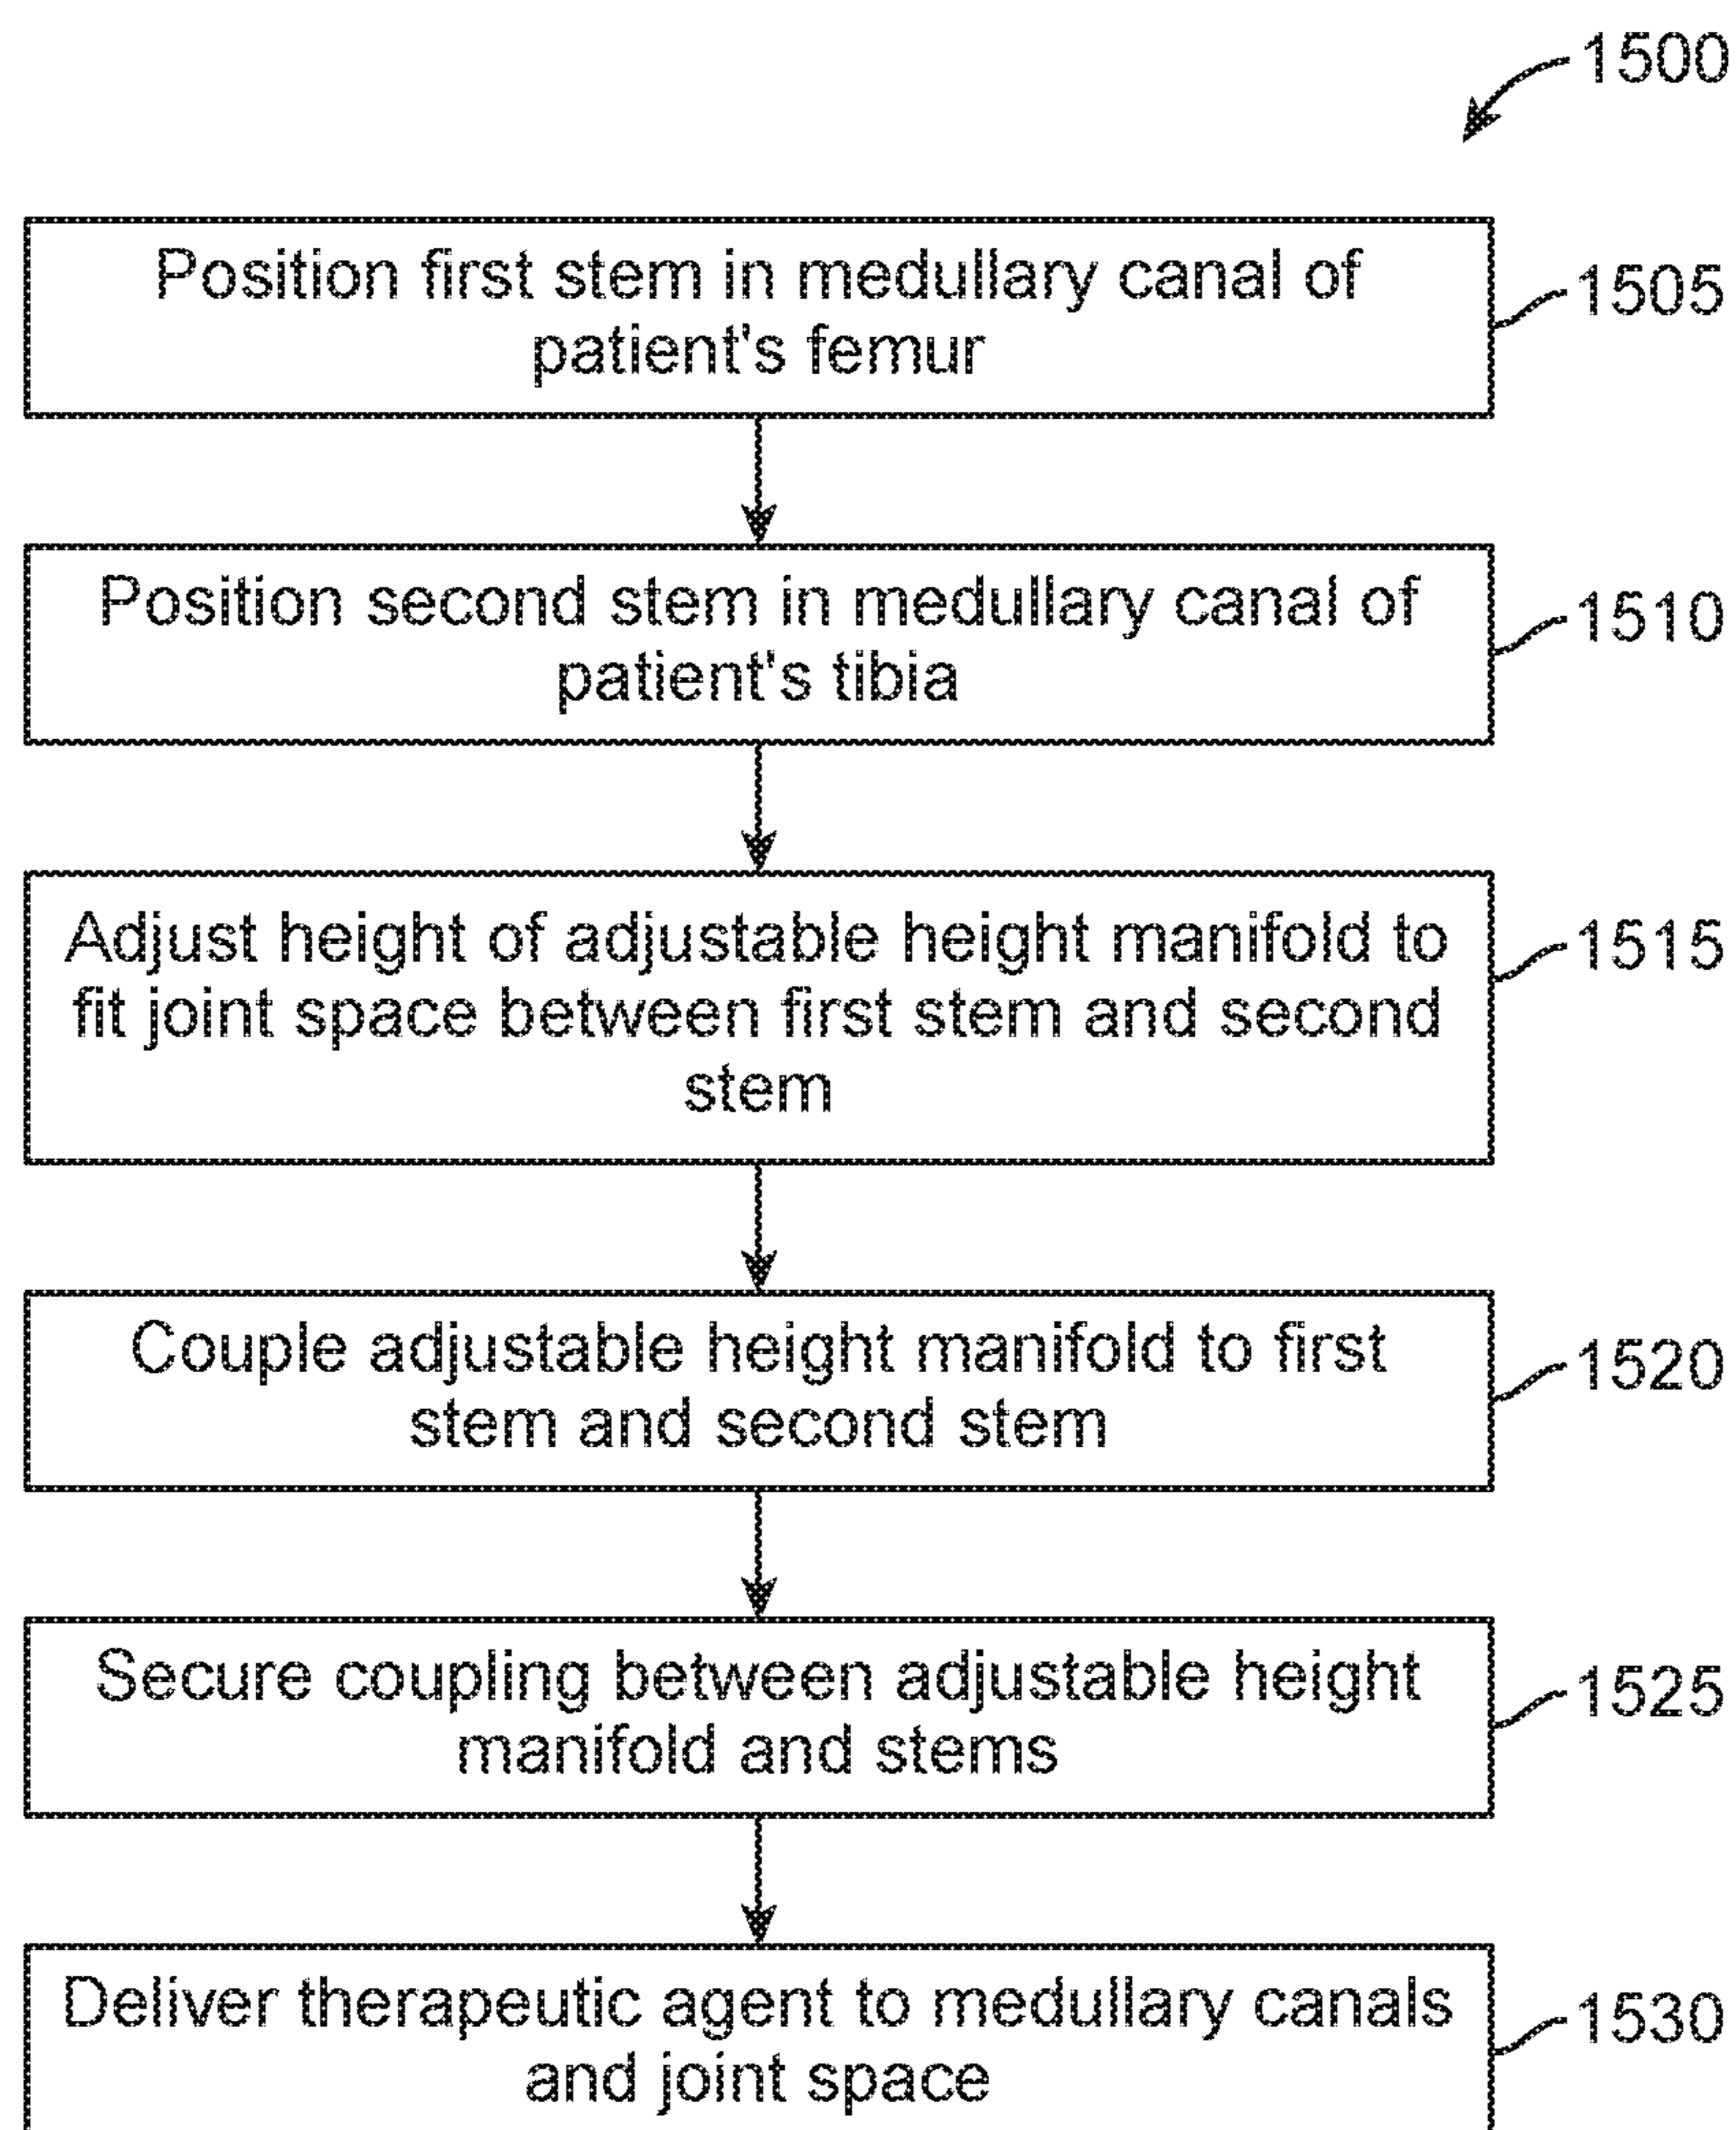 1500
Position first stem in medullary canal of
patient's femur
1505
Position second stem in medullary canal of
patient's tibia
1510
Adjust height of adjustable height manifold to
fit joint space between first stem and second
stem
1515
Couple adjustable height manifold to first
stem and second stem
1520
Secure coupling between adjustable height
manifold and stems
1525
Deliver therapeutic agent to medullary canals
and joint space
1530